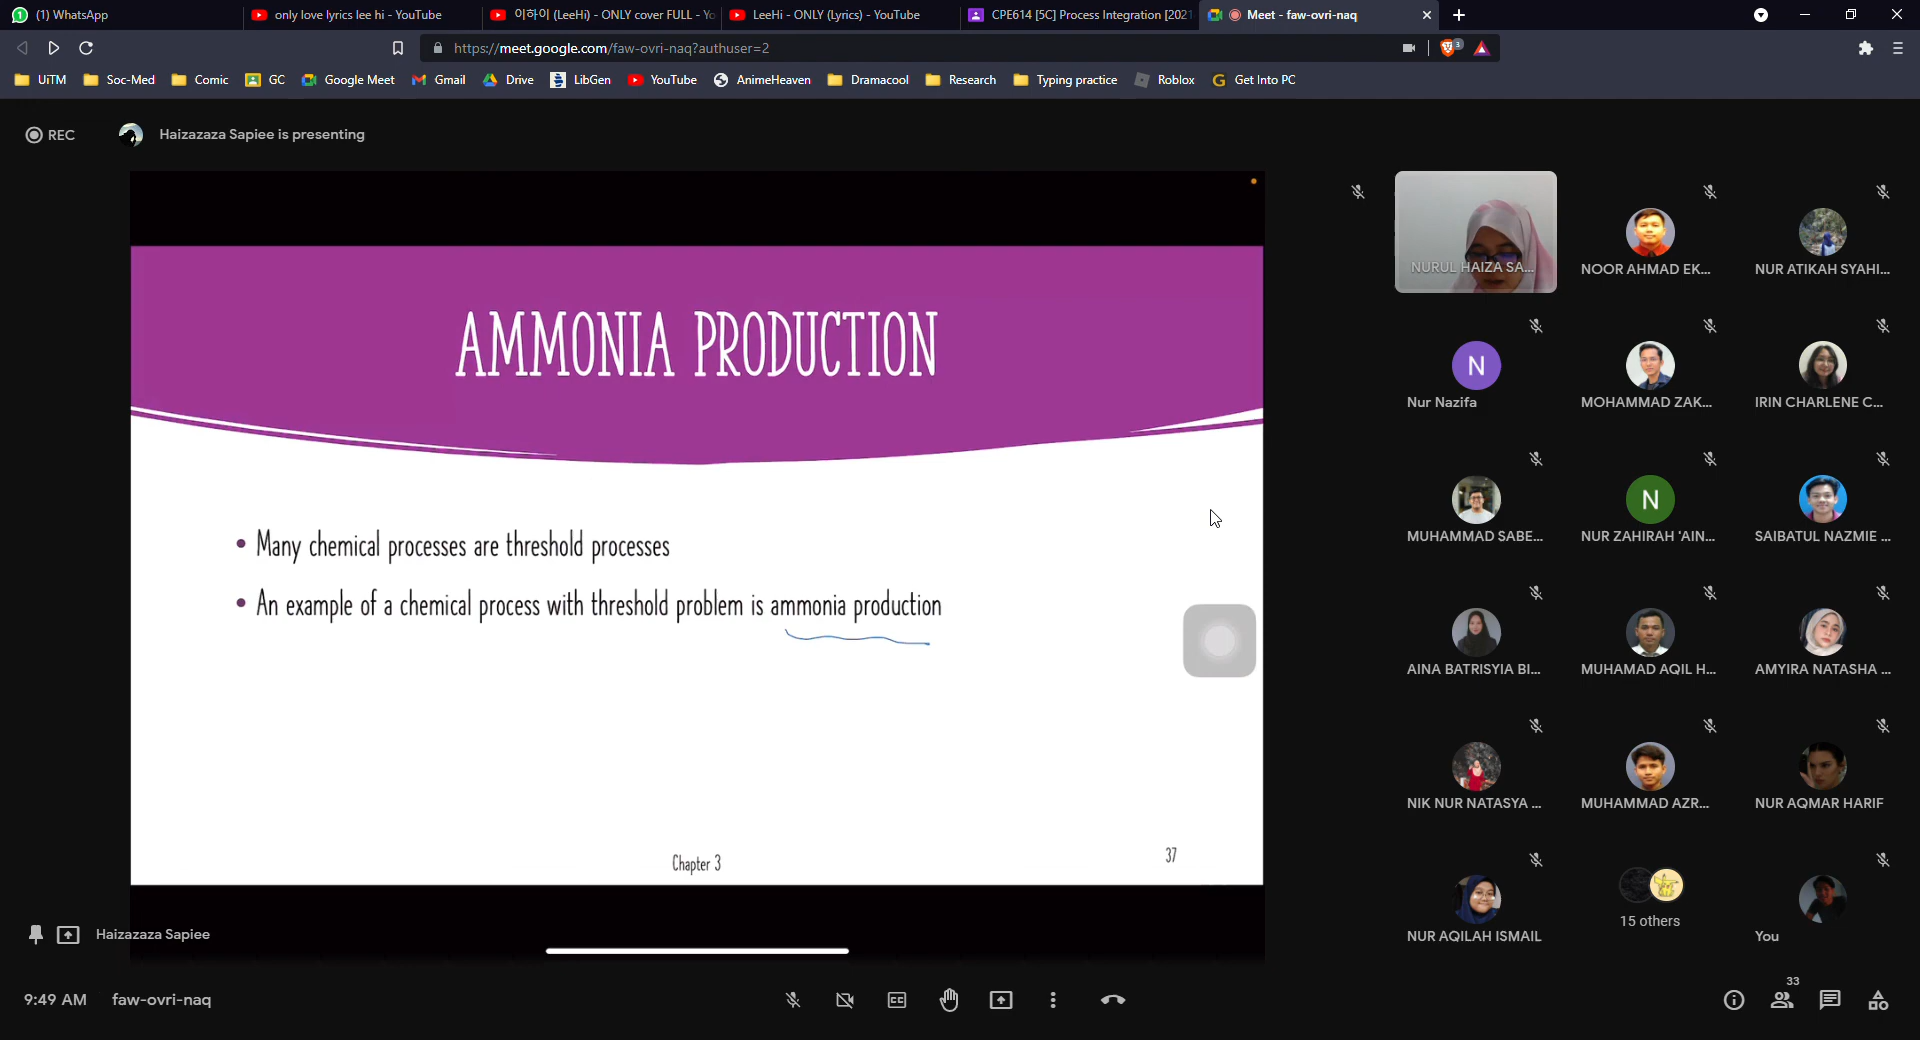 (1) WhatsApp
only love lyrics lee hi - YouTube
이하이 (LeeHi) - ONLY cover FULL - Yo
LeeHi - ONLY (Lyrics) - YouTube
CPE614 [5C] Process Integration [2021
Meet - faw-ovri-naq
https://meet.google.com/faw-ovri-naq?authuser=2
3
UiTM
Soc-Med
Comic
GC
Google Meet
Gmail
Drive
LibGen
YouTube
AnimeHeaven
Dramacool
Research
Typing practice
Roblox
Get Into PC
REC
Haizazaza Sapiee is presenting
AMMONIA PRODUCTION
• Many chemical processes are threshold processes
• An example of a chemical process with threshold problem is ammonia production
Chapter 3
37
NURUL HAIZA SA...
NOOR AHMAD EK...
NUR ATIKAH SYAHI...
N
Nur Nazifa
MOHAMMAD ZAK...
IRIN CHARLENE C...
MUHAMMAD SABE...
N
NUR ZAHIRAH 'AIN...
SAIBATUL NAZMIE ...
AINA BATRISYIA BI...
MUHAMAD AQIL H...
AMYIRA NATASHA ...
NIK NUR NATASYA ...
MUHAMMAD AZR...
NUR AQMAR HARIF
NUR AQILAH ISMAIL
15 others
You
Haizazaza Sapiee
9:49 AM
faw-ovri-naq
33